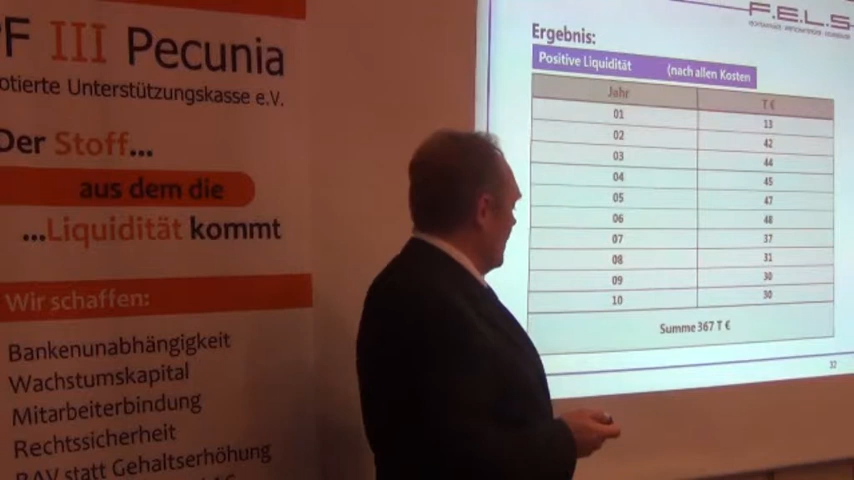 PF III Pecunia
otierte Unterstützungskasse e.V.
Der Stoff...
aus dem die
...Liquidität kommt
Wir schaffen:
Bankenunabhängigkeit
Wachstumskapital
Mitarbeiterbindung
Rechtssicherheit
BAV statt Gehaltserhöhung
F.E.L.S
Ergebnis:
Positive Liquidität (nach allen Kosten
Jahr T €
01 13
02 42
03 44
04 45
05 47
06 48
07 37
08 31
09 30
10 30
Summe 367 T €
32